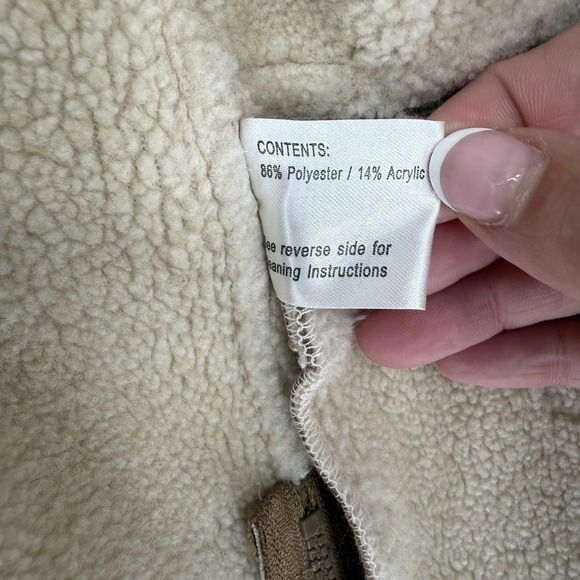 CONTENTS:
86% Polyester / 14% Acrylic
ee reverse side for
eaning Instructions